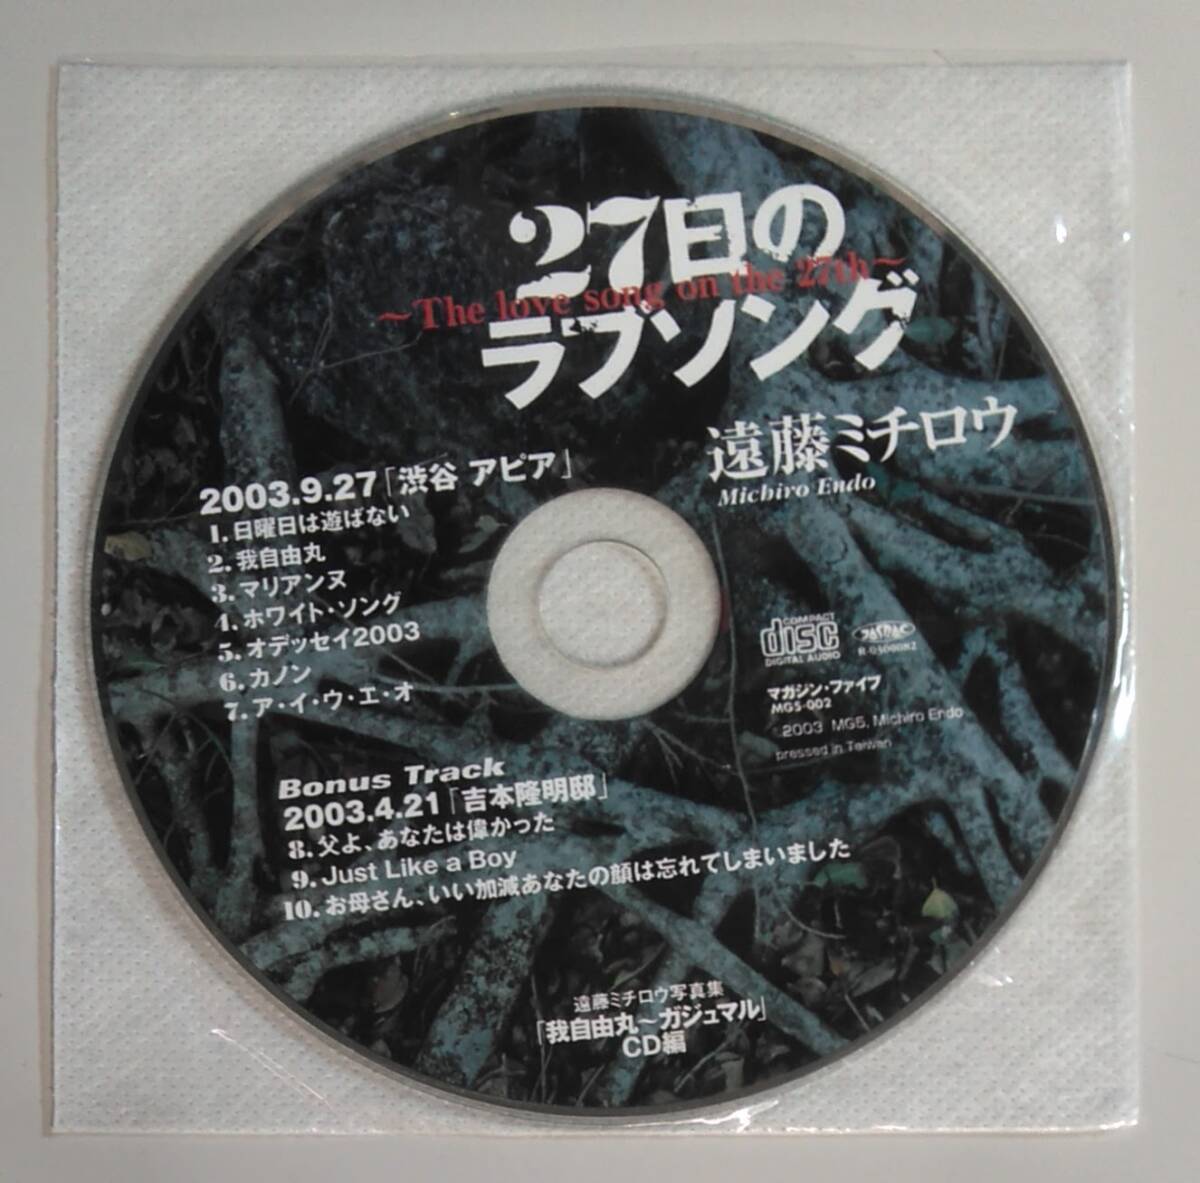 27日の
～The love song on the 27th～
ラブソング
遠藤ミチロウ
Michiro Endo
2003.9.27「渋谷 アピア」
1.日曜日は遊ばない
2.我自由丸
3.マリアンヌ
4.ホワイト・ソング
5.オデッセイ2003
6.カノン
7.ア・イ・ウ・エ・オ
COMPACT
disc
DIGITAL AUDIO
JASRAC
R-0300082
マガジン・ファイブ
MG5-002
©2003 MG5, Michiro Endo
pressed in Taiwan
Bonus Track
2003.4.21「吉本隆明邸」
8.父よ、あなたは偉かった
9.Just Like a Boy
10.お母さん、いい加減あなたの顔は忘れてしまいました
遠藤ミチロウ写真集
「我自由丸～ガジュマル」
CD編